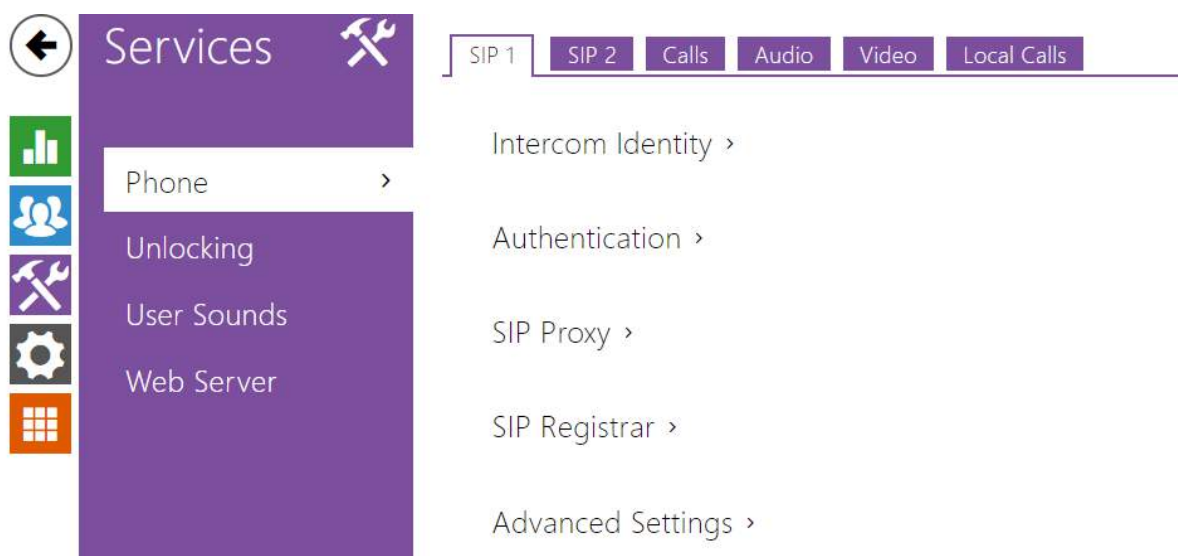 Services
Phone >
Unlocking
User Sounds
Web Server
SIP 1 SIP 2 Calls Audio Video Local Calls
Intercom Identity >
Authentication >
SIP Proxy >
SIP Registrar >
Advanced Settings >